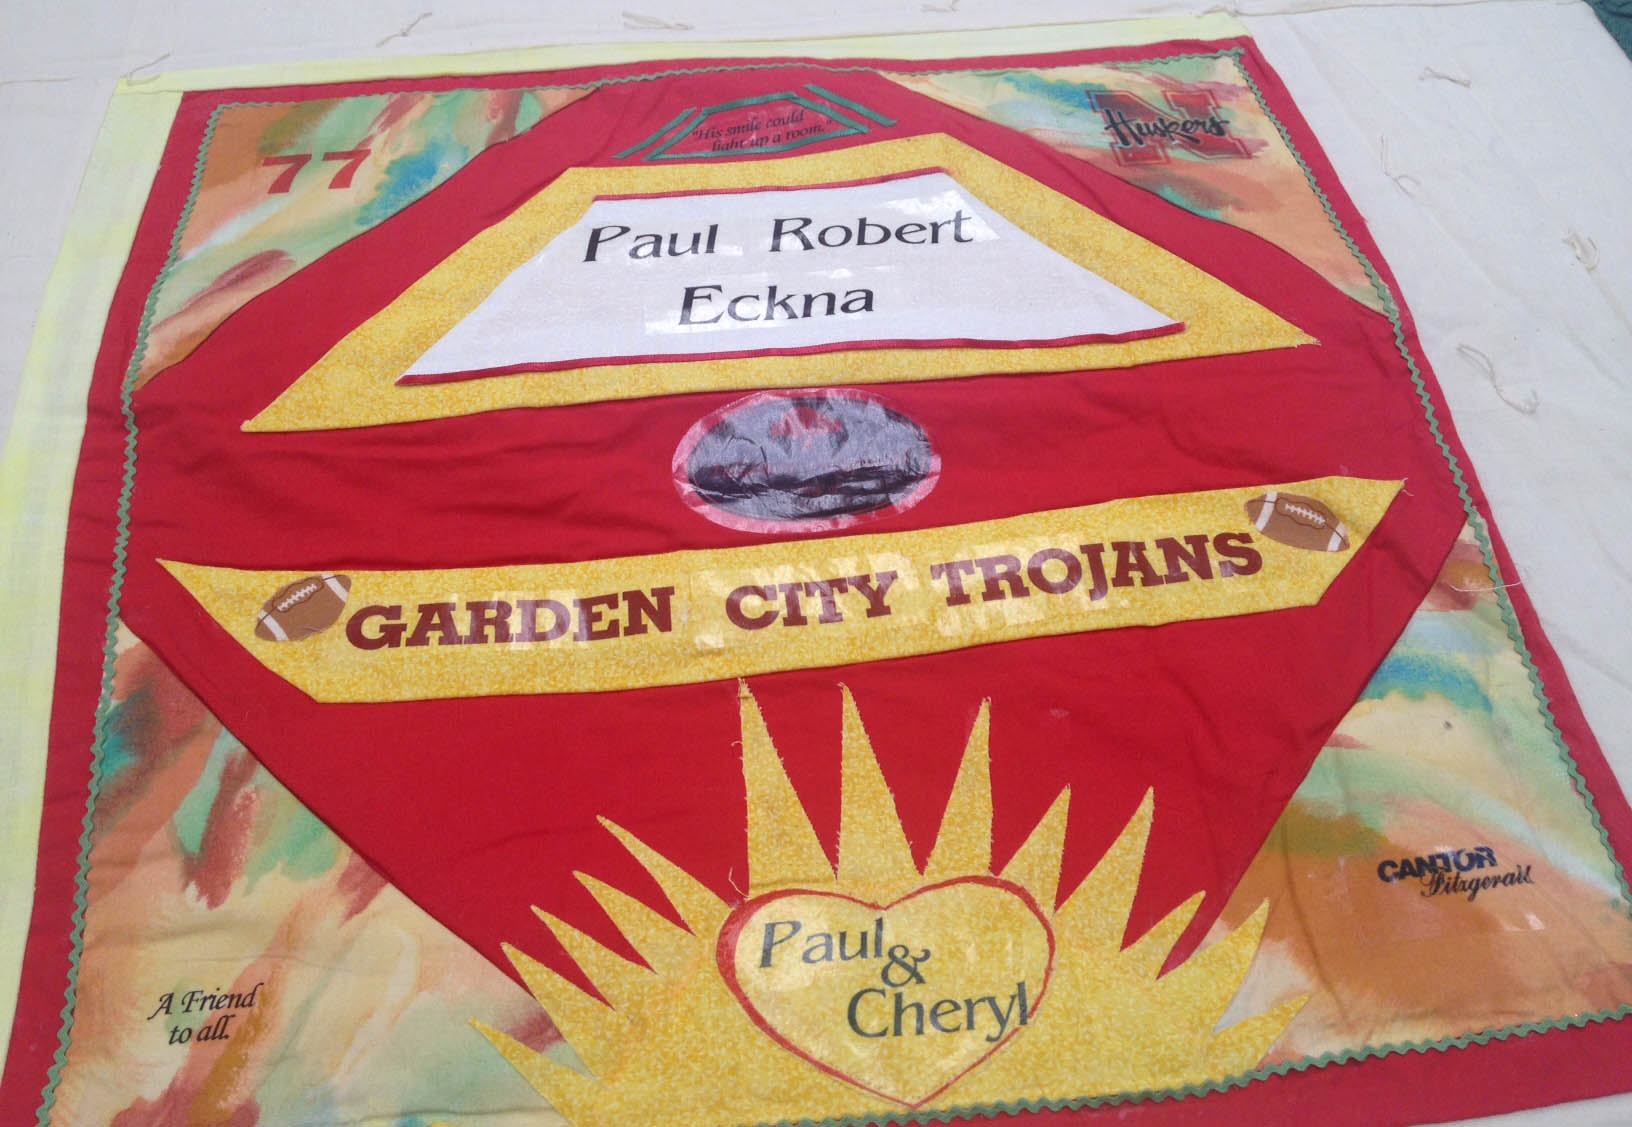 "His smile could
light up a room."
77
N
Huskers
Paul Robert
Eckna
GARDEN CITY TROJANS
Paul
&
Cheryl
CANTOR
Fitzgerald
A Friend
to all.